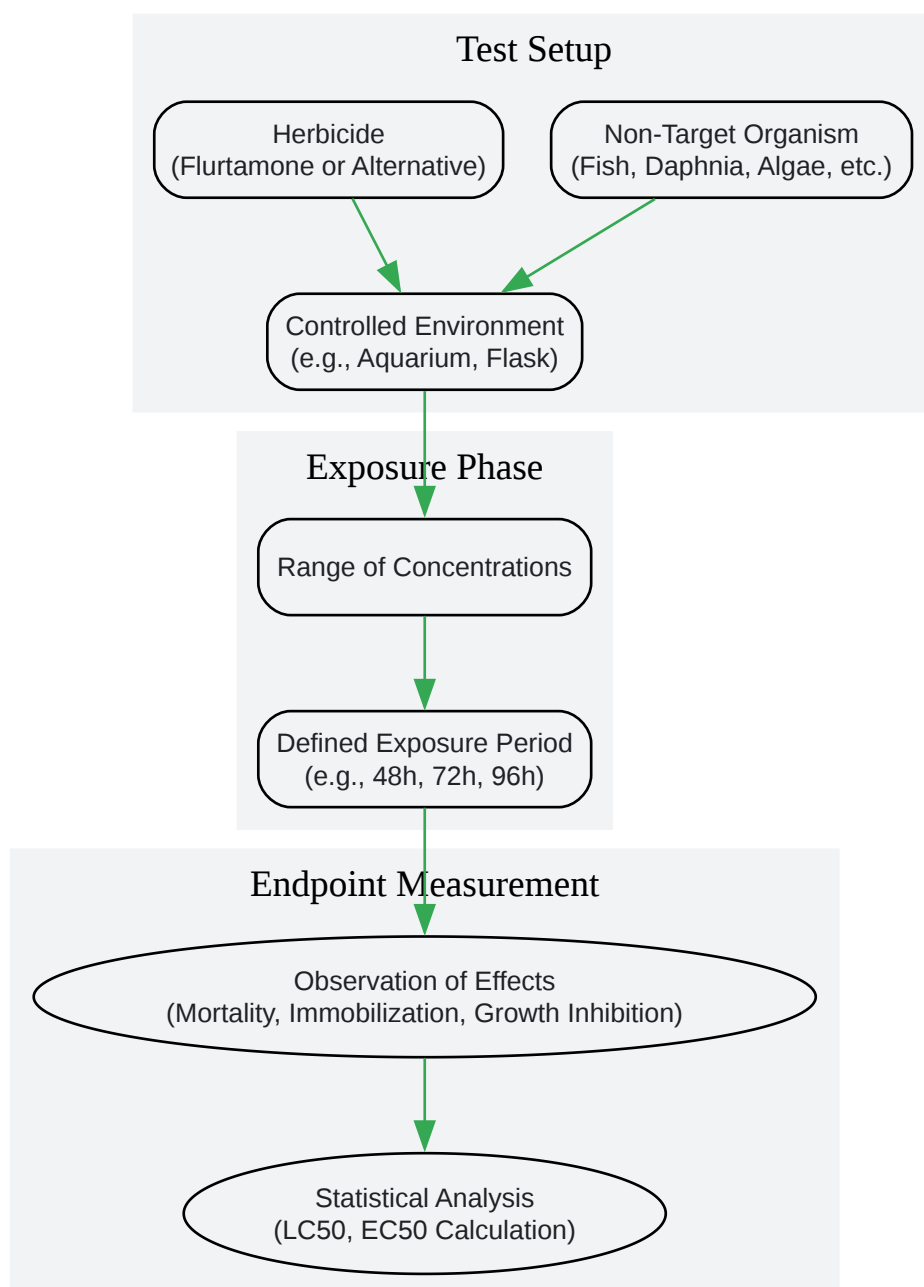 Test Setup
Herbicide
(Flurtamone or Alternative)
Non-Target Organism
(Fish, Daphnia, Algae, etc.)
Controlled Environment
(e.g., Aquarium, Flask)
Exposure Phase
Range of Concentrations
Defined Exposure Period
(e.g., 48h, 72h, 96h)
Endpoint Measurement
Observation of Effects
(Mortality, Immobilization, Growth Inhibition)
Statistical Analysis
(LC50, EC50 Calculation)